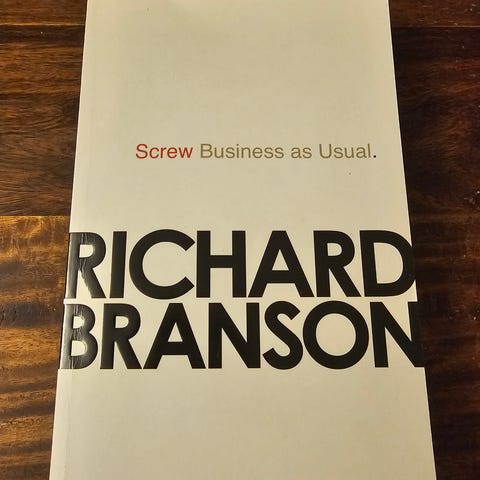 Screw Business as Usual.
RICHARD
BRANSON